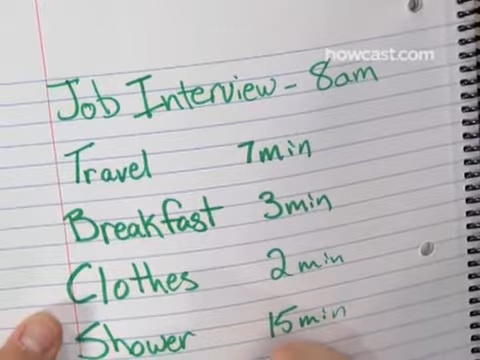 howcast.com
Job Interview - 8am
Travel 7min
Breakfast 3min
Clothes 2min
Shower 15min